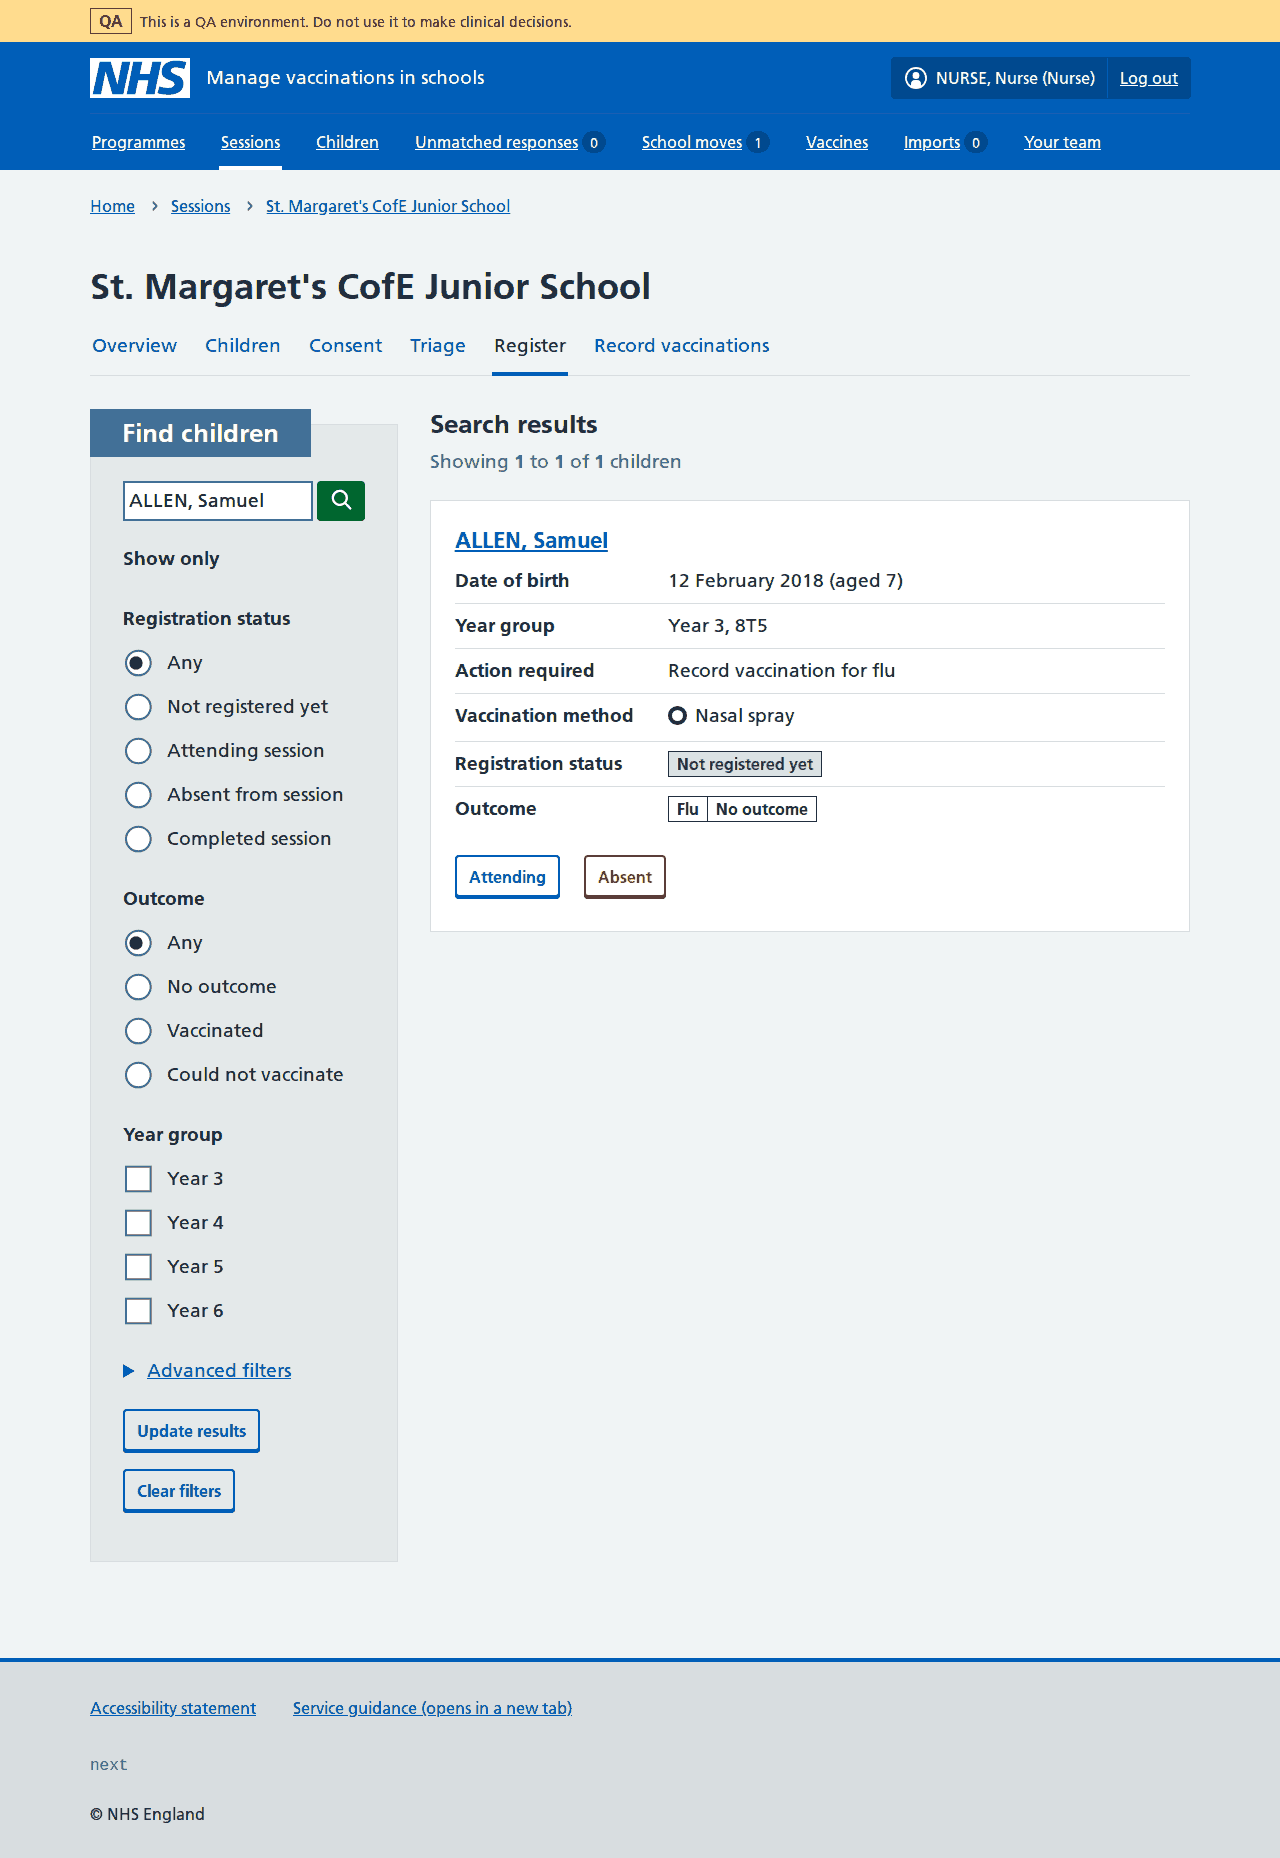 QA This is a QA environment. Do not use it to make clinical decisions.
NHS Manage vaccinations in schools NURSE, Nurse (Nurse) Log out
Programmes Sessions Children Unmatched responses 0 School moves 1 Vaccines Imports 0 Your team
Home › Sessions › St. Margaret's CofE Junior School
St. Margaret's CofE Junior School
Overview Children Consent Triage Register Record vaccinations
Find children
ALLEN, Samuel
Show only
Registration status
Any
Not registered yet
Attending session
Absent from session
Completed session
Outcome
Any
No outcome
Vaccinated
Could not vaccinate
Year group
Year 3
Year 4
Year 5
Year 6
Advanced filters
Update results
Clear filters
Search results
Showing 1 to 1 of 1 children
ALLEN, Samuel
Date of birth 12 February 2018 (aged 7)
Year group Year 3, 8T5
Action required Record vaccination for flu
Vaccination method Nasal spray
Registration status Not registered yet
Outcome Flu No outcome
Attending Absent
Accessibility statement Service guidance (opens in a new tab)
next
© NHS England